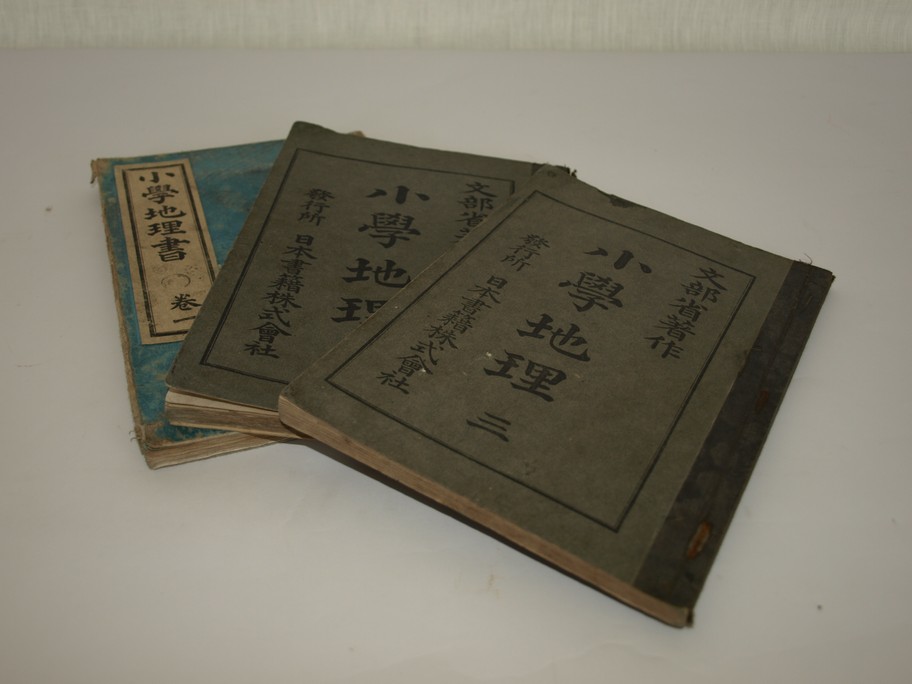 小學地理書
卷一
文部省著
小學地理
發行所 日本書籍株式會社
文部省著作
小學地理 三
發行所 日本書籍株式會社